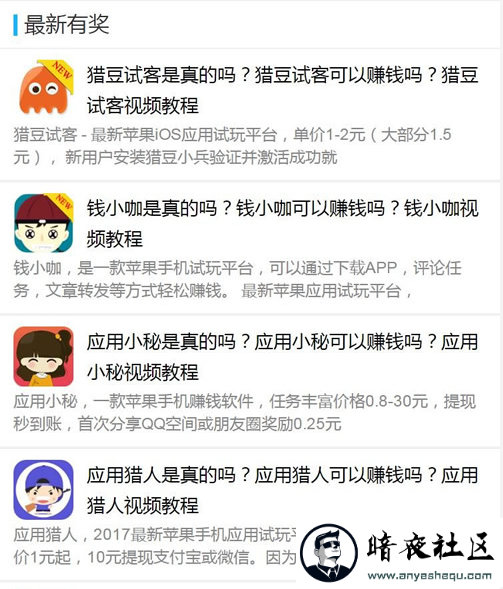 最新有奖
NEW
猎豆试客是真的吗？猎豆试客可以赚钱吗？猎豆
试客视频教程
猎豆试客 - 最新苹果iOS应用试玩平台，单价1-2元（大部分1.5
元）， 新用户安装猎豆小兵验证并激活成功就
NEW
钱小咖是真的吗？钱小咖可以赚钱吗？钱小咖视
频教程
钱小咖，是一款苹果手机试玩平台，可以通过下载APP，评论任
务，文章转发等方式轻松赚钱。 最新苹果应用试玩平台，
应用小秘是真的吗？应用小秘可以赚钱吗？应用
小秘视频教程
应用小秘，一款苹果手机赚钱软件，任务丰富价格0.8-30元，提现
秒到账，首次分享QQ空间或朋友圈奖励0.25元
应用猎人是真的吗？应用猎人可以赚钱吗？应用
猎人视频教程
应用猎人，2017最新苹果手机应用试玩
价1元起，10元提现支付宝或微信。因为
暗夜社区
www.anyeshequ.com